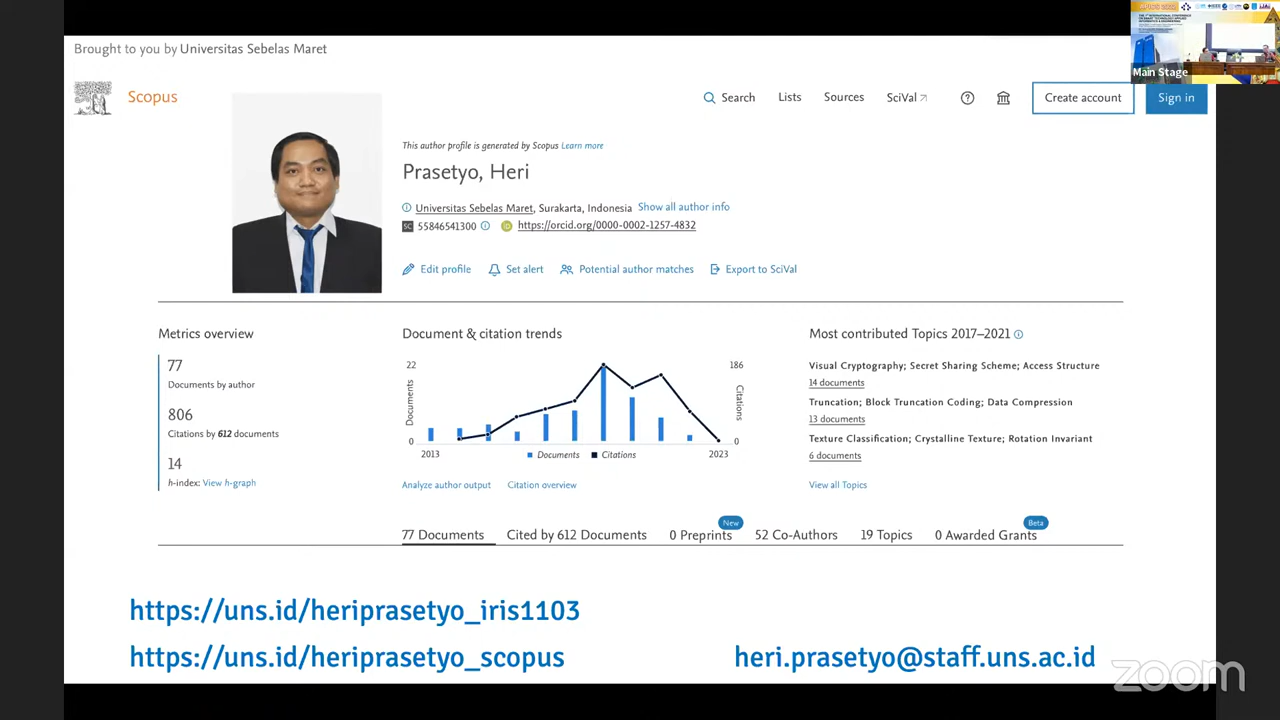 Brought to you by Universitas Sebelas Maret
Main Stage
Scopus
Search
Lists
Sources
SciVal
Create account
Sign in
This author profile is generated by Scopus Learn more
Prasetyo, Heri
Universitas Sebelas Maret, Surakarta, Indonesia Show all author info
SC 55846541300 iD https://orcid.org/0000-0002-1257-4832
Edit profile
Set alert
Potential author matches
Export to SciVal
Metrics overview
77
Documents by author
806
Citations by 612 documents
14
h-index: View h-graph
Document & citation trends
22
186
Documents
Citations
0
0
2013
Documents
Citations
2023
Analyze author output
Citation overview
Most contributed Topics 2017–2021
Visual Cryptography; Secret Sharing Scheme; Access Structure
14 documents
Truncation; Block Truncation Coding; Data Compression
13 documents
Texture Classification; Crystalline Texture; Rotation Invariant
6 documents
View all Topics
New
Beta
77 Documents
Cited by 612 Documents
0 Preprints
52 Co-Authors
19 Topics
0 Awarded Grants
https://uns.id/heriprasetyo_iris1103
https://uns.id/heriprasetyo_scopus
heri.prasetyo@staff.uns.ac.id
zoom